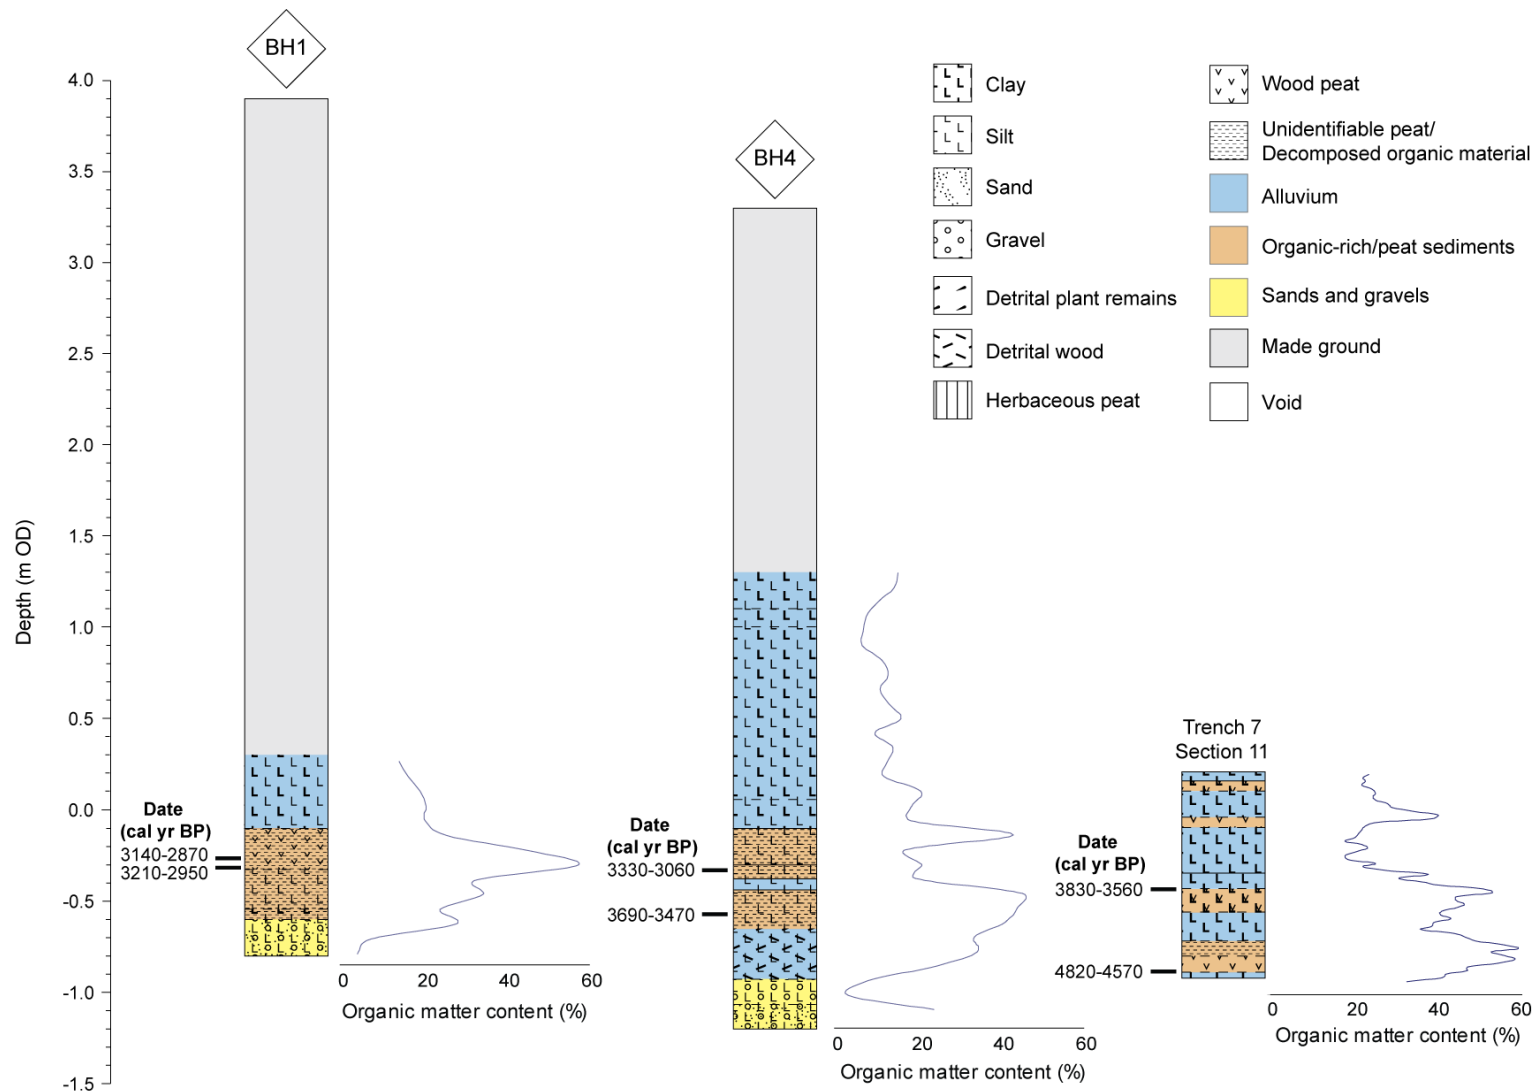 BH1
4.0
3.5
3.0
2.5
2.0
1.5
1.0
0.5
0.0
-0.5
-1.0
-1.5
Depth (m OD)
Date
(cal yr BP)
3140-2870
3210-2950
0 20 40 60
Organic matter content (%)
BH4
Date
(cal yr BP)
3330-3060
3690-3470
0 20 40 60
Organic matter content (%)
Trench 7
Section 11
Date
(cal yr BP)
3830-3560
4820-4570
0 20 40 60
Organic matter content (%)
Clay
Silt
Sand
Gravel
Detrital plant remains
Detrital wood
Herbaceous peat
Wood peat
Unidentifiable peat/
Decomposed organic material
Alluvium
Organic-rich/peat sediments
Sands and gravels
Made ground
Void